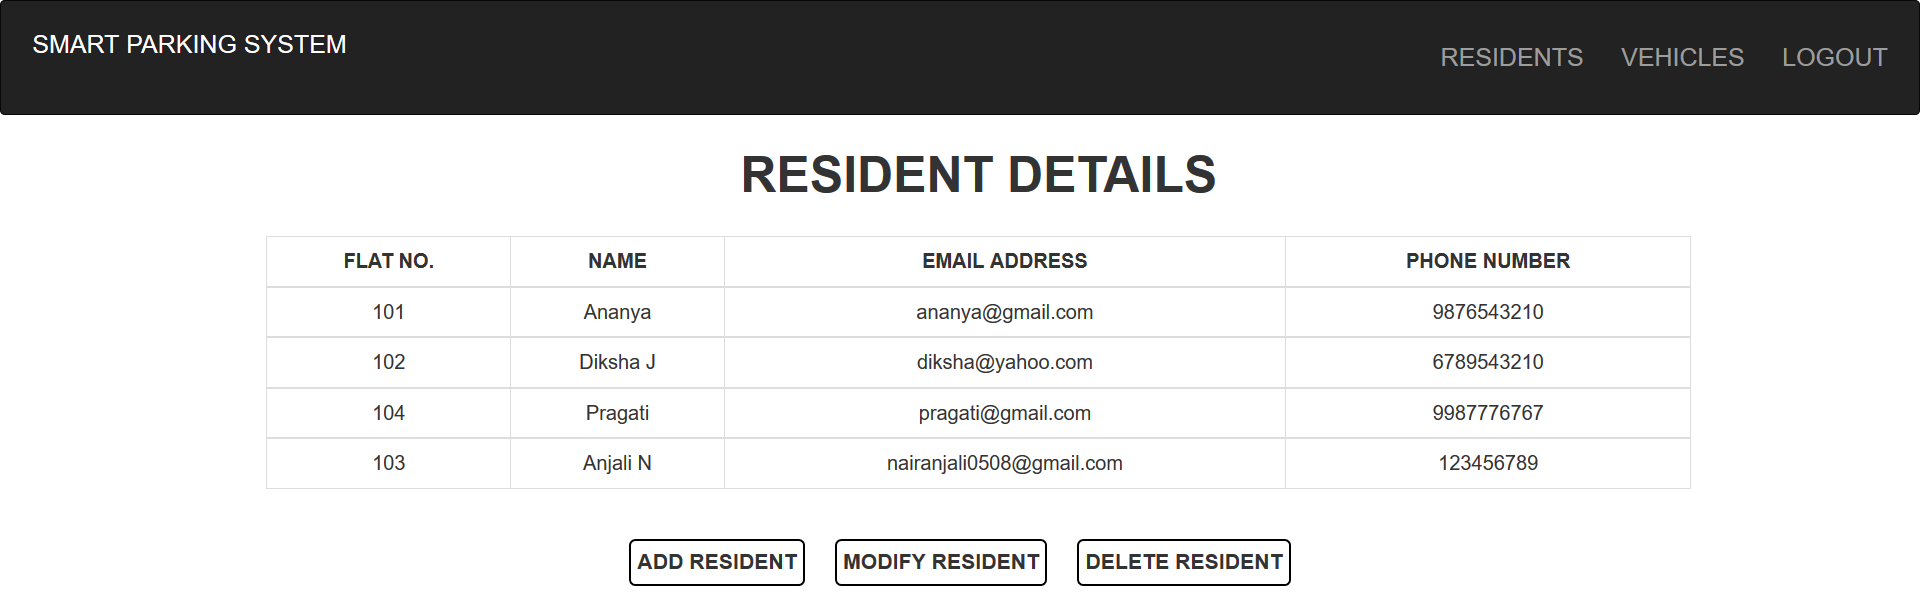 SMART PARKING SYSTEM
RESIDENTS VEHICLES LOGOUT
RESIDENT DETAILS
FLAT NO. NAME EMAIL ADDRESS PHONE NUMBER
101 Ananya ananya@gmail.com 9876543210
102 Diksha J diksha@yahoo.com 6789543210
104 Pragati pragati@gmail.com 9987776767
103 Anjali N nairanjali0508@gmail.com 123456789
ADD RESIDENT MODIFY RESIDENT DELETE RESIDENT